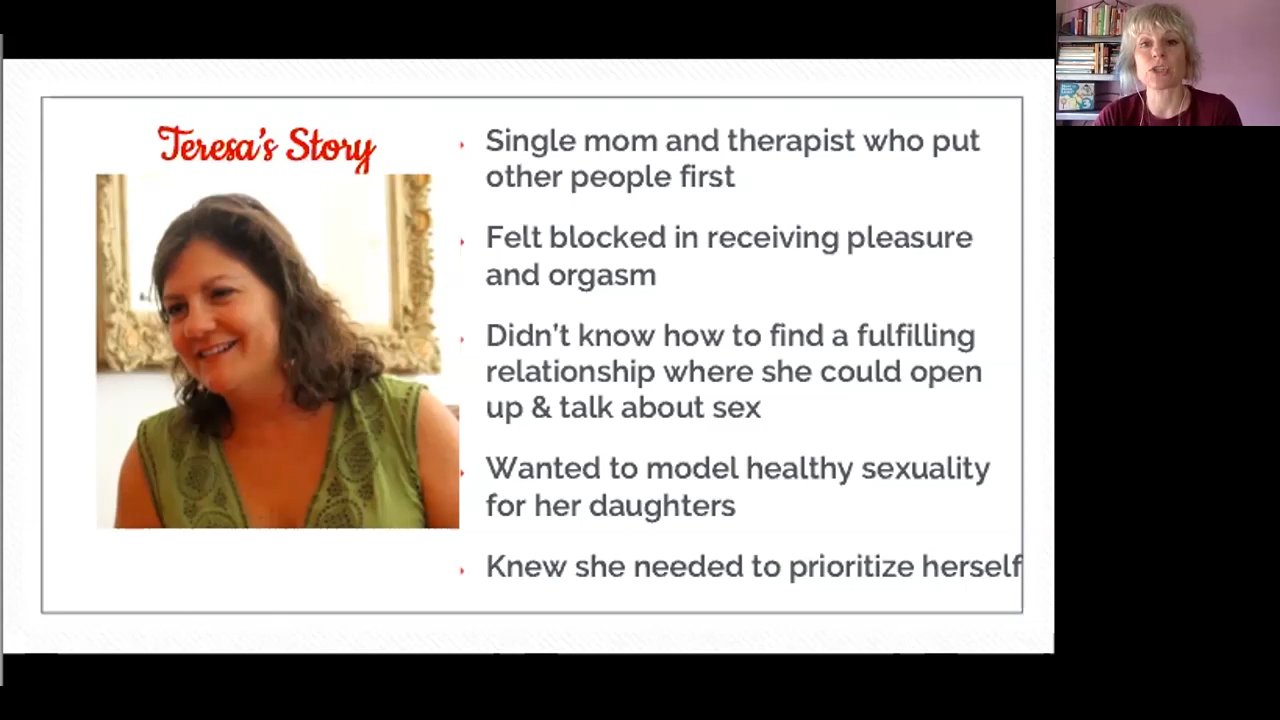 Teresa's Story
Single mom and therapist who put
other people first
Felt blocked in receiving pleasure
and orgasm
Didn't know how to find a fulfilling
relationship where she could open
up & talk about sex
Wanted to model healthy sexuality
for her daughters
Knew she needed to prioritize herself